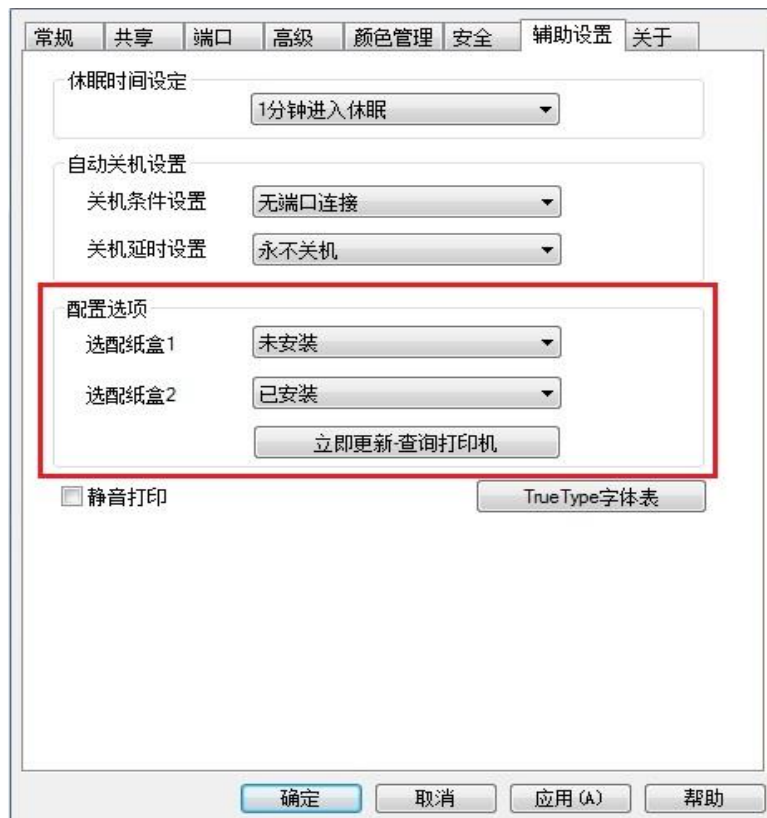 常规 共享 端口 高级 颜色管理 安全 辅助设置 关于
休眠时间设定
1分钟进入休眠
自动关机设置
关机条件设置 无端口连接
关机延时设置 永不关机
配置选项
选配纸盒1 未安装
选配纸盒2 已安装
立即更新-查询打印机
静音打印 TrueType字体表
确定 取消 应用(A) 帮助